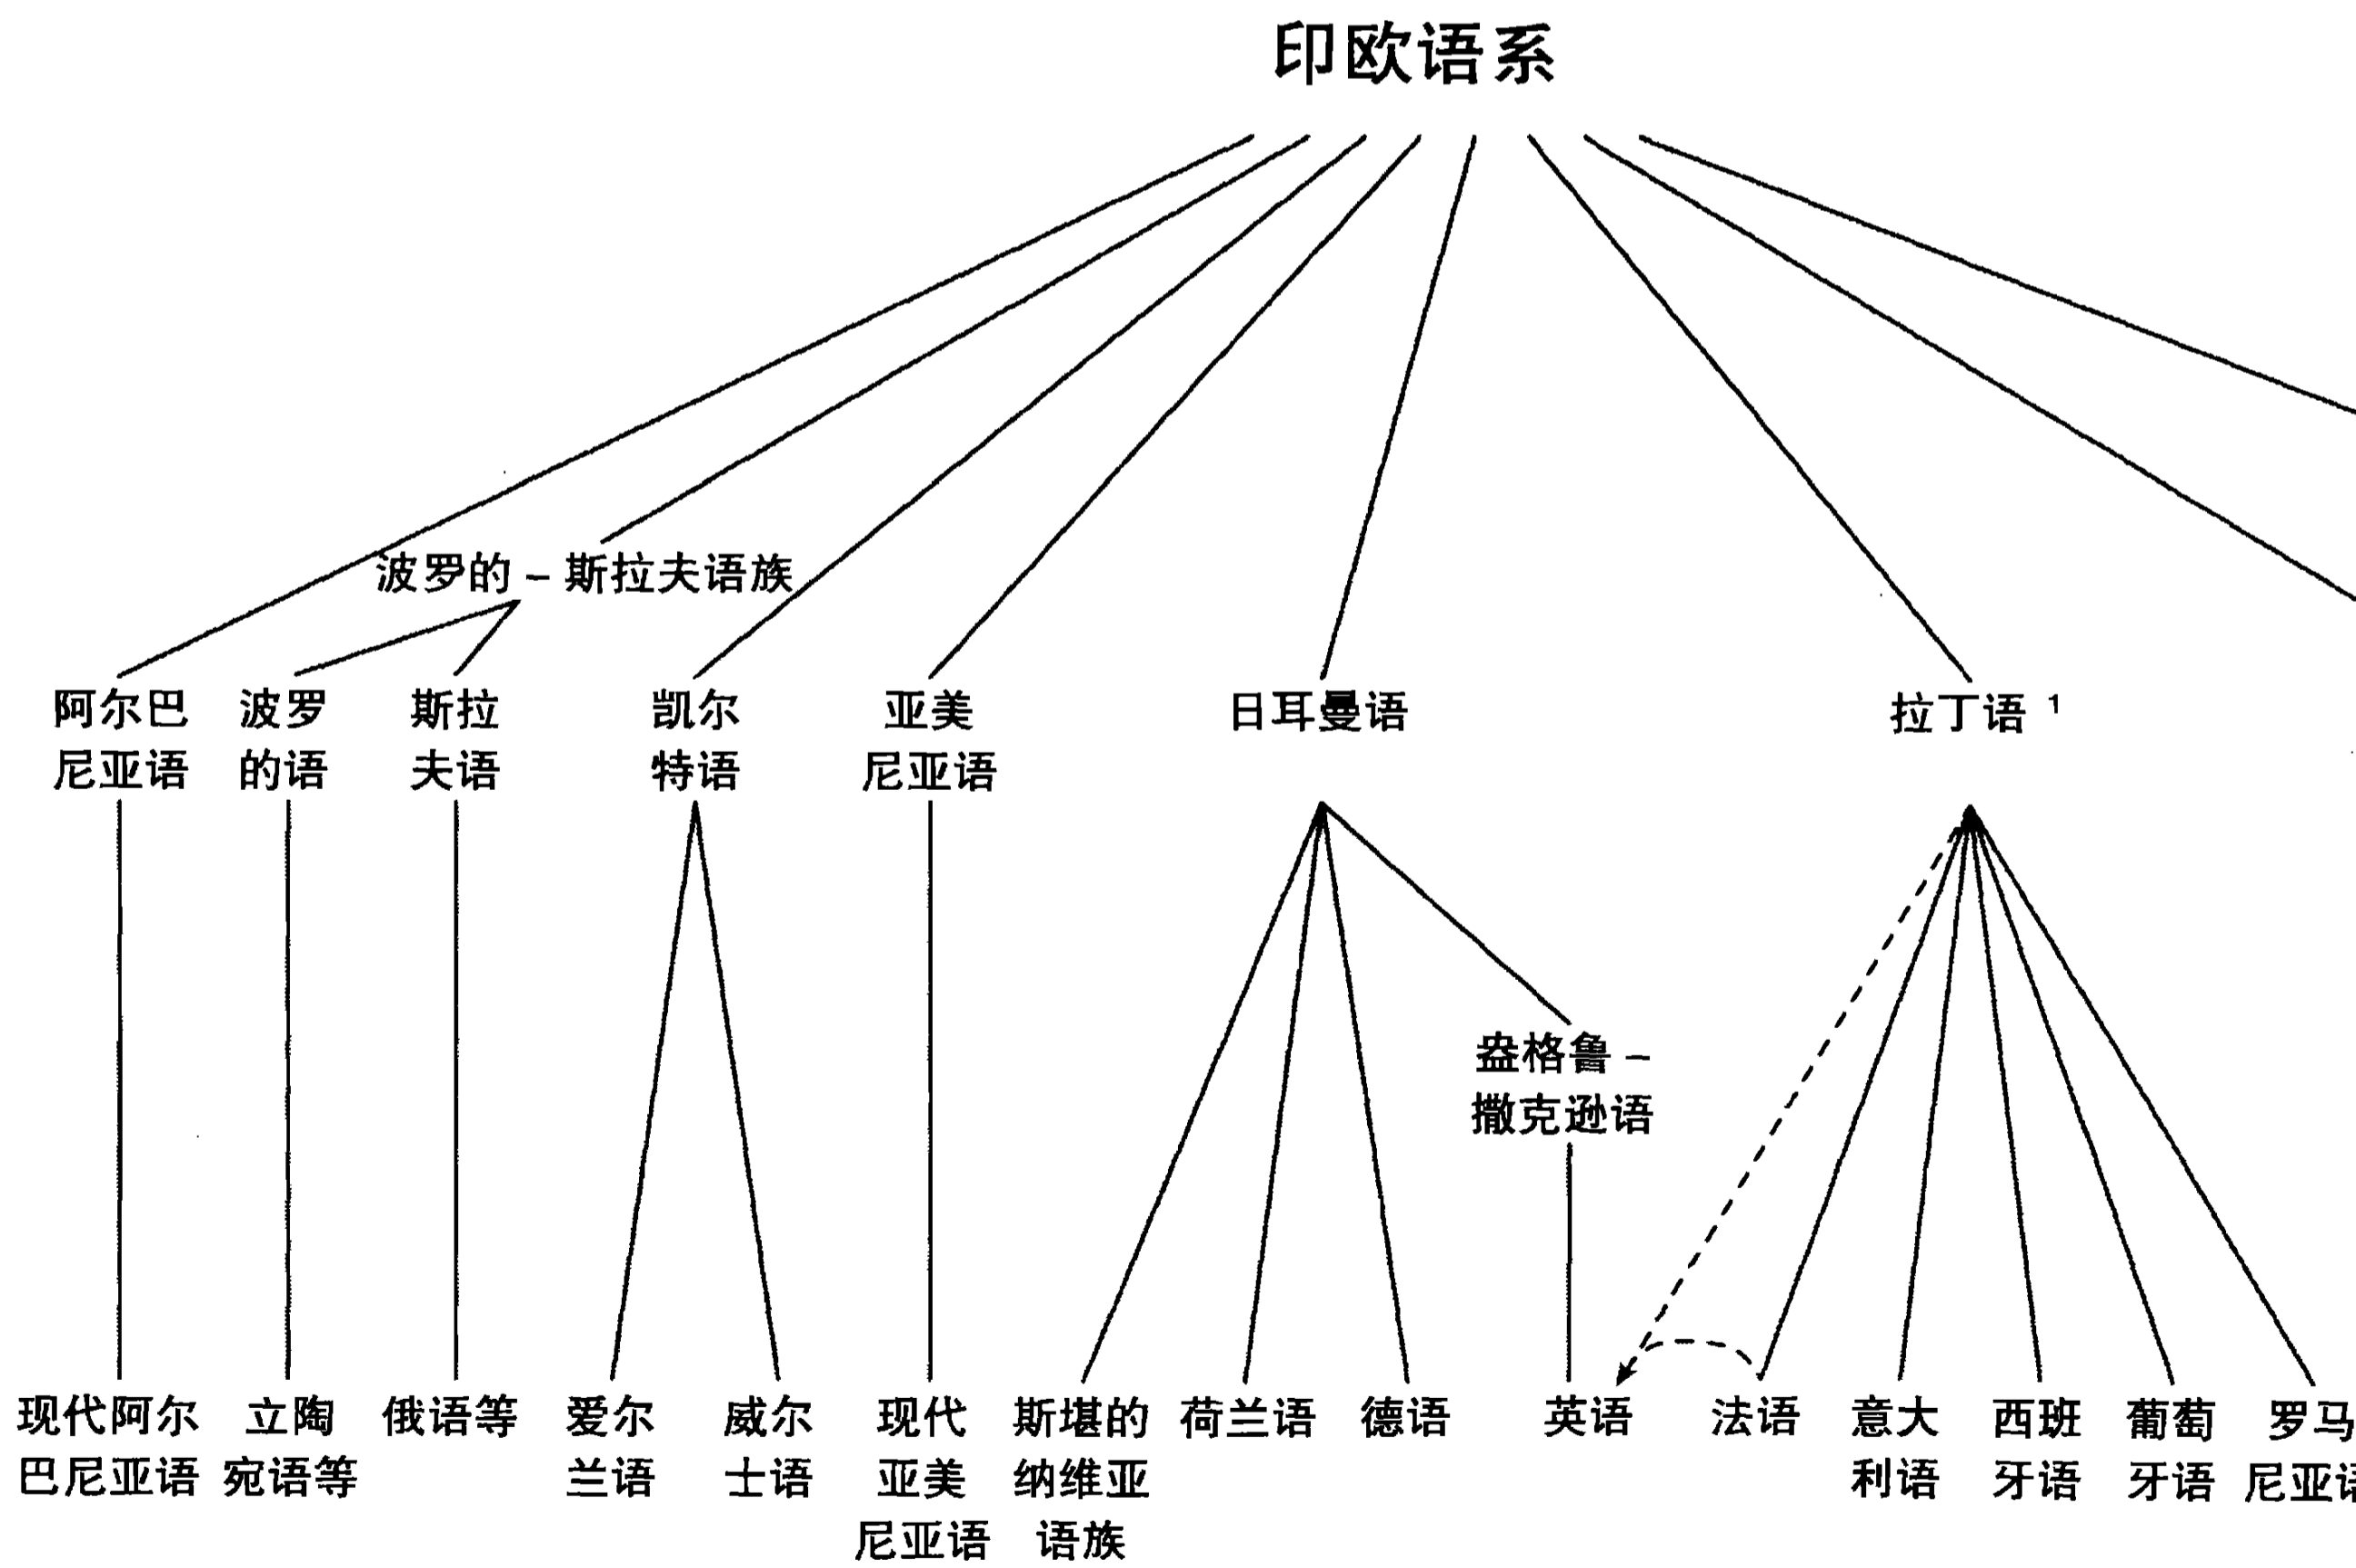 印欧语系
波罗的 – 斯拉夫语族
阿尔巴
尼亚语
波罗
的语
斯拉
夫语
凯尔
特语
亚美
尼亚语
日耳曼语
拉丁语 1
盎格鲁 –
撒克逊语
现代阿尔
巴尼亚语
立陶
宛语等
俄语等
爱尔
兰语
威尔
士语
现代
亚美
尼亚语
斯堪的
纳维亚
语族
荷兰语
德语
英语
法语
意大
利语
西班
牙语
葡萄
牙语
罗马
尼亚语